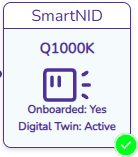 SmartNID
Q1000K
Onboarded: Yes
Digital Twin: Active